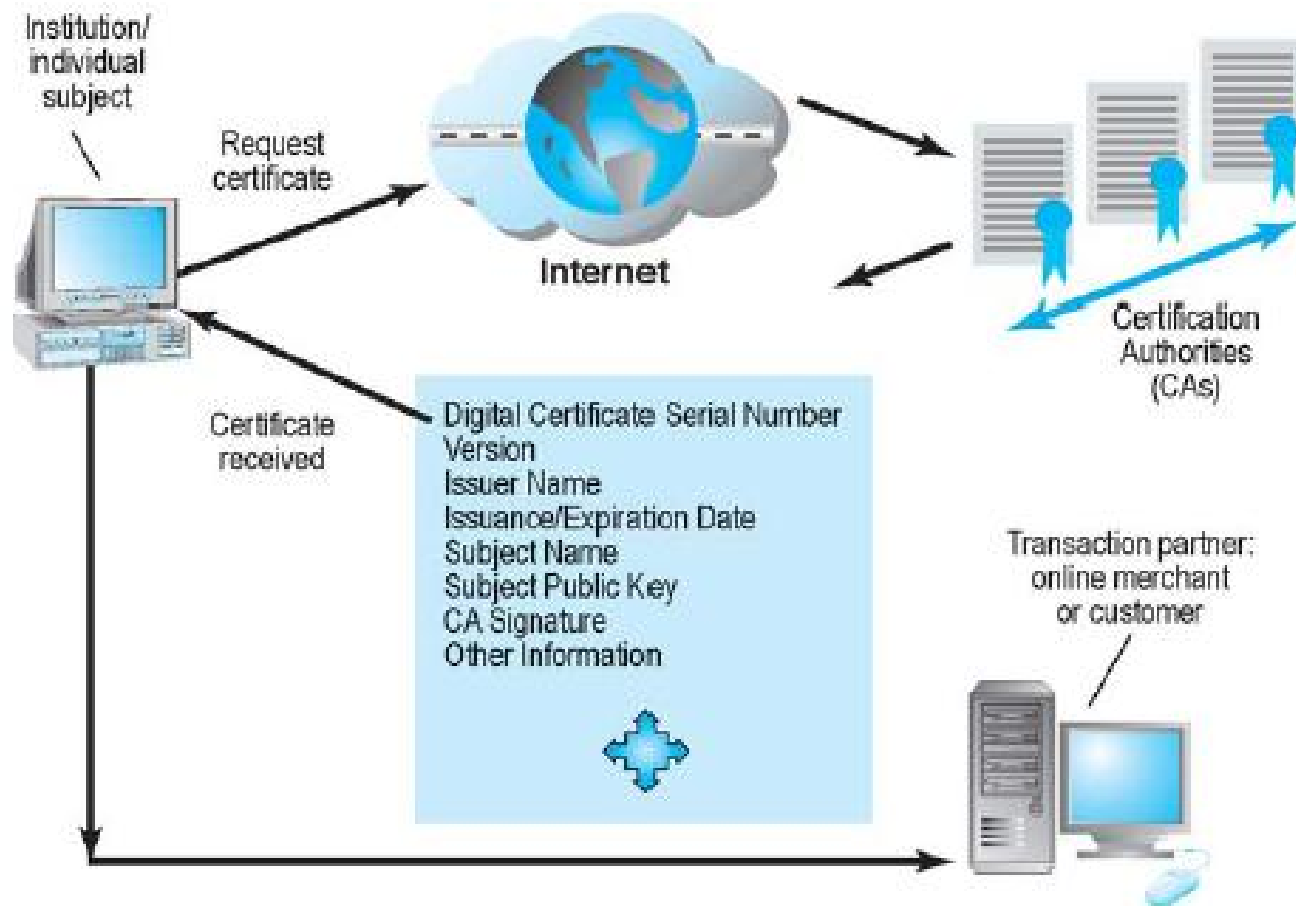 Institution/
individual
subject
Request
certificate
Internet
Certification
Authorities
(CAs)
Certificate
received
Digital Certificate Serial Number
Version
Issuer Name
Issuance/Expiration Date
Subject Name
Subject Public Key
CA Signature
Other Information
Transaction partner:
online merchant
or customer